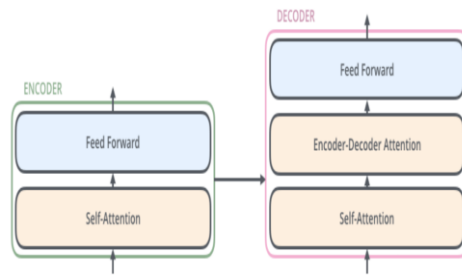 ENCODER
Feed Forward
Self-Attention
DECODER
Feed Forward
Encoder-Decoder Attention
Self-Attention